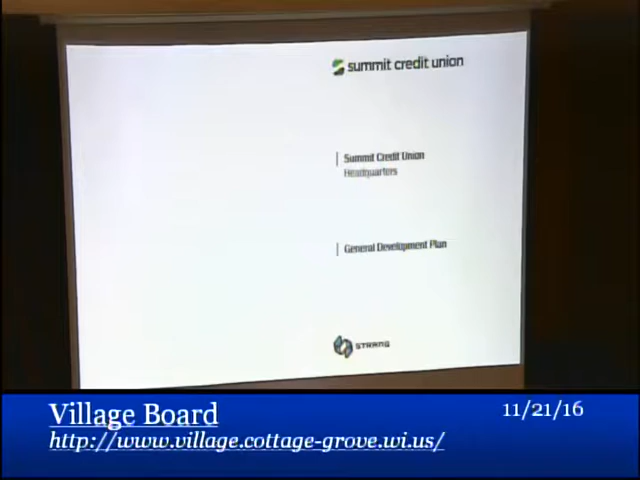 summit credit union
Summit Credit Union
Headquarters
General Development Plan
STRANG
Village Board
11/21/16
http://www.village.cottage-grove.wi.us/